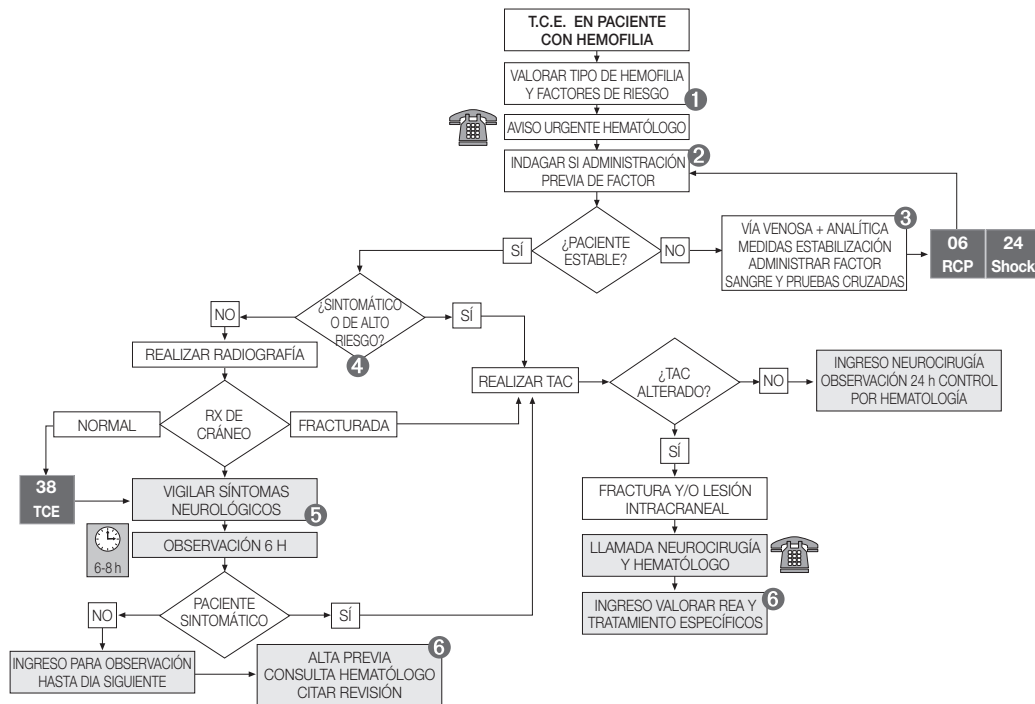 T.C.E. EN PACIENTE
CON HEMOFILIA
VALORAR TIPO DE HEMOFILIA
Y FACTORES DE RIESGO
1
AVISO URGENTE HEMATÓLOGO
2
INDAGAR SI ADMINISTRACIÓN
PREVIA DE FACTOR
¿PACIENTE
ESTABLE?
SÍ
NO
3
VÍA VENOSA + ANALÍTICA
MEDIDAS ESTABILIZACIÓN
ADMINISTRAR FACTOR
SANGRE Y PRUEBAS CRUZADAS
06
RCP
24
Shock
¿SINTOMÁTICO
O DE ALTO
RIESGO?
4
NO
SÍ
REALIZAR RADIOGRAFÍA
REALIZAR TAC
¿TAC
ALTERADO?
NO
INGRESO NEUROCIRUGÍA
OBSERVACIÓN 24 h CONTROL
POR HEMATOLOGÍA
NORMAL
RX DE
CRÁNEO
FRACTURADA
SÍ
38
TCE
VIGILAR SÍNTOMAS
NEUROLÓGICOS
5
FRACTURA Y/O LESIÓN
INTRACRANEAL
6-8 h
OBSERVACIÓN 6 H
LLAMADA NEUROCIRUGÍA
Y HEMATÓLOGO
PACIENTE
SINTOMÁTICO
NO
SÍ
INGRESO VALORAR REA Y
TRATAMIENTO ESPECÍFICOS
6
INGRESO PARA OBSERVACIÓN
HASTA DIA SIGUIENTE
ALTA PREVIA
CONSULTA HEMATÓLOGO
CITAR REVISIÓN
6